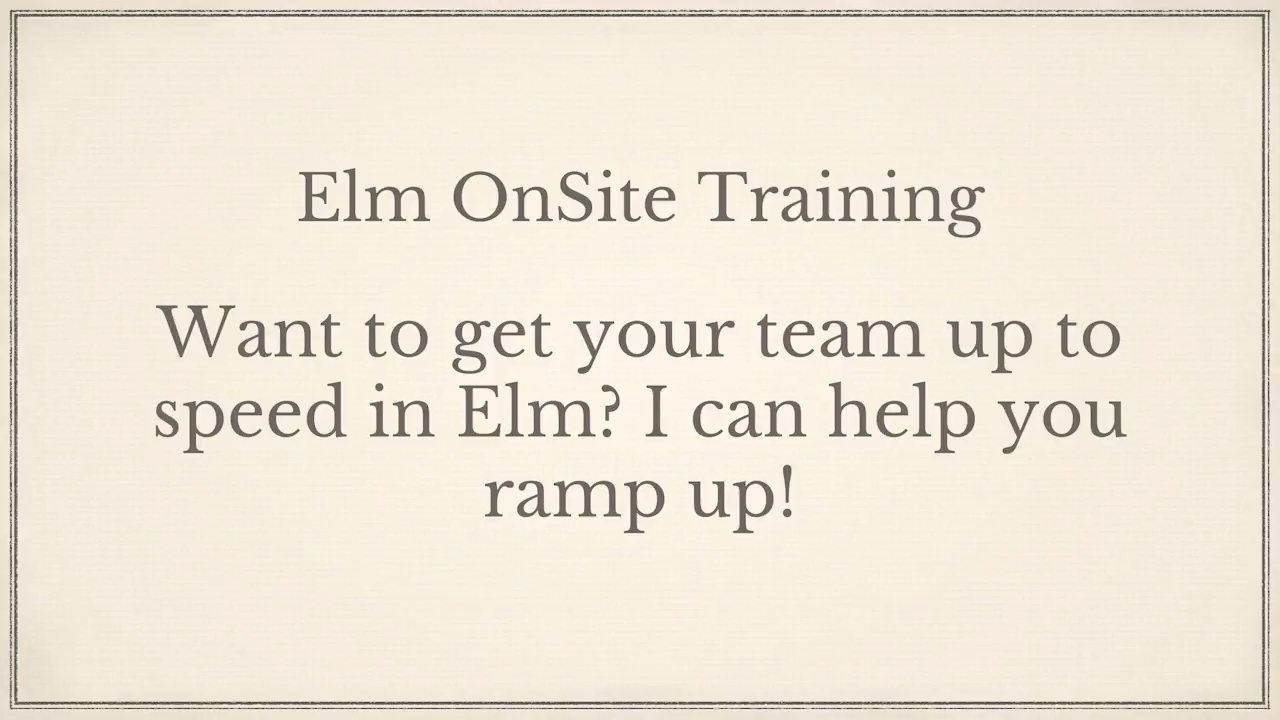 Elm OnSite Training
Want to get your team up to
speed in Elm? I can help you
ramp up!